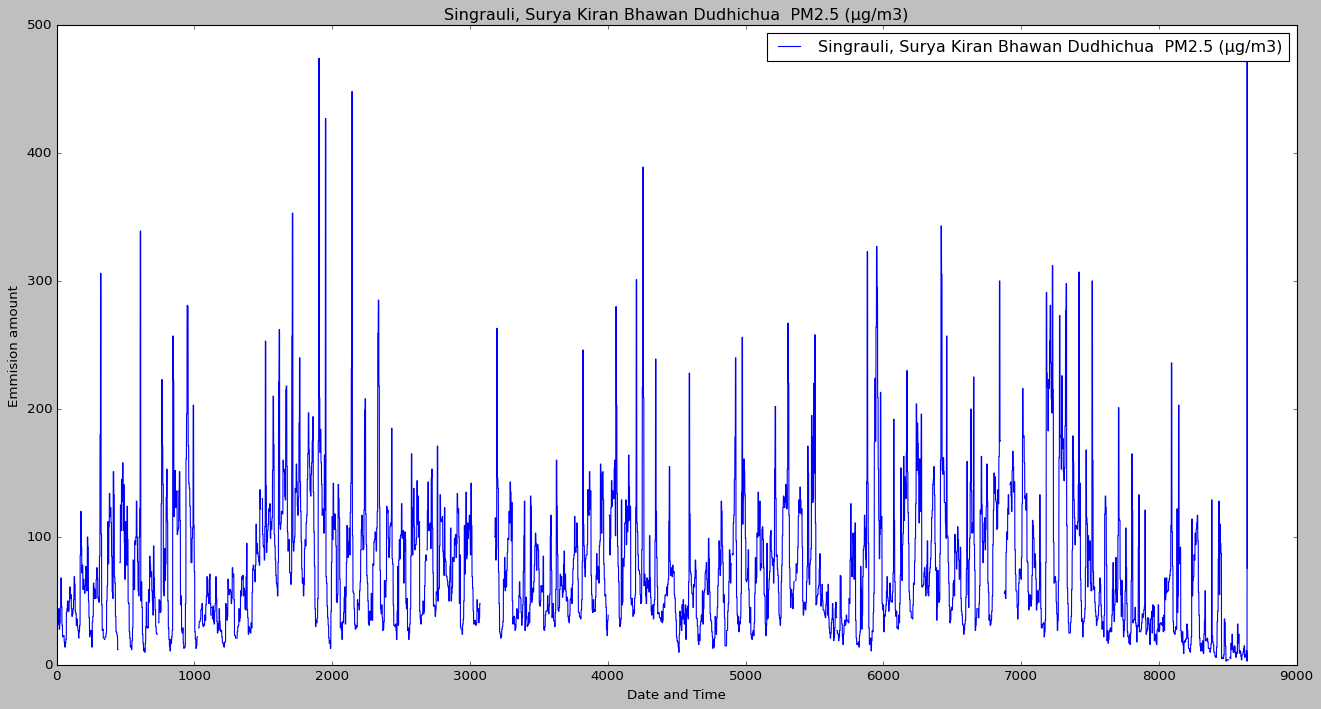 Singrauli, Surya Kiran Bhawan Dudhichua  PM2.5 (µg/m3)
Singrauli, Surya Kiran Bhawan Dudhichua  PM2.5 (µg/m3)
500
400
300
200
100
0
Emmision amount
0 1000 2000 3000 4000 5000 6000 7000 8000 9000
Date and Time